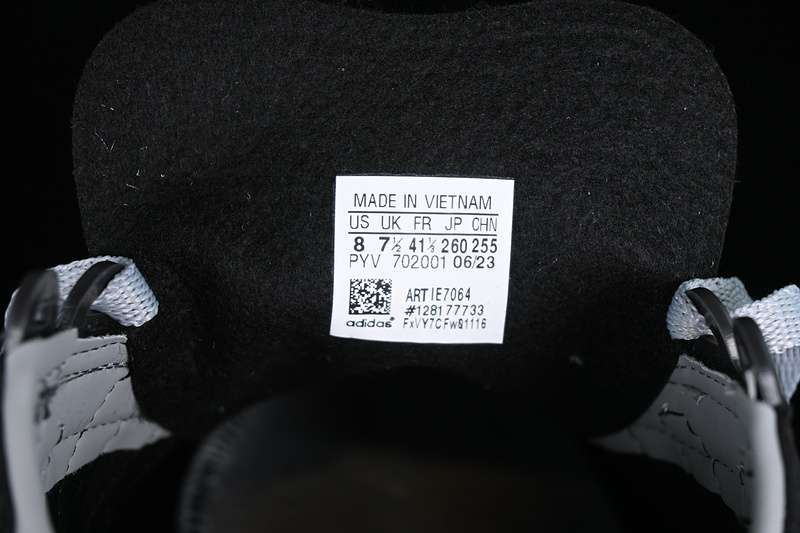 MADE IN VIETNAM
US UK FR JP CHN
8 7½ 41⅓ 260 255
PYV 702001 06/23
ART IE7064
#128177733
adidas FxVY7CFwS1116